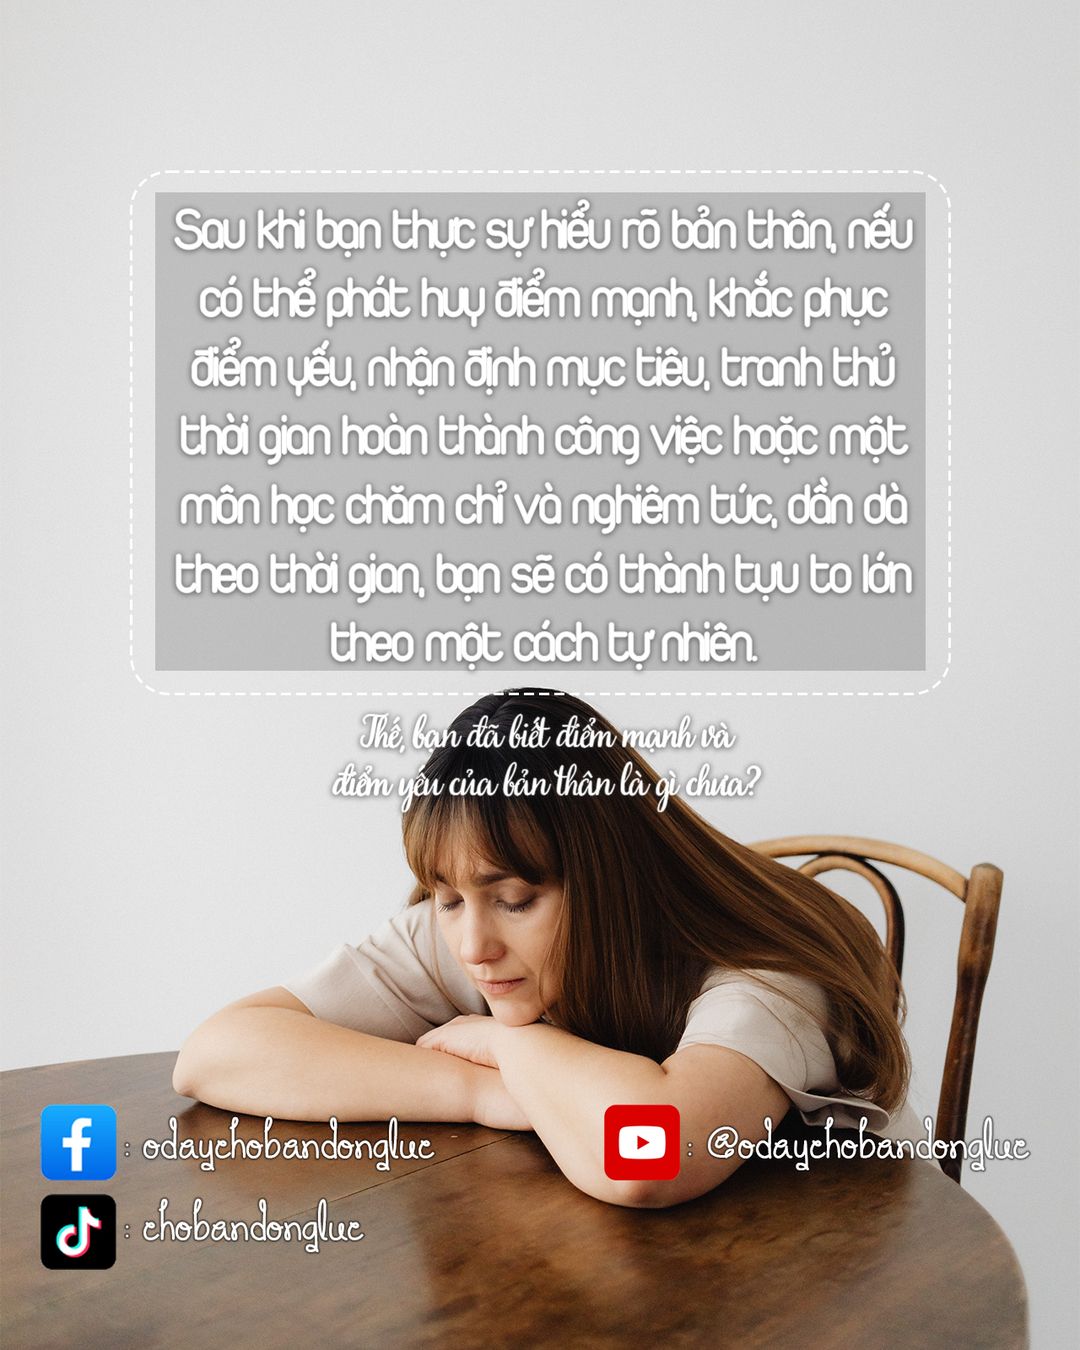 Sau khi bạn thực sự hiểu rõ bản thân, nếu
có thể phát huy điểm mạnh, khắc phục
điểm yếu, nhận định mục tiêu, tranh thủ
thời gian hoàn thành công việc hoặc một
môn học chăm chỉ và nghiêm túc, dần dà
theo thời gian, bạn sẽ có thành tựu to lớn
theo một cách tự nhiên.
Thế, bạn đã biết điểm mạnh và
điểm yếu của bản thân là gì chưa?
: odaychobandongluc
: @odaychobandongluc
: chobandongluc